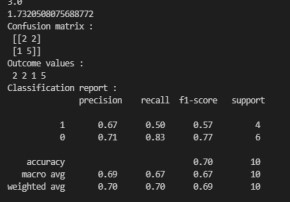 3.0
1.7320508075688772
Confusion matrix :
[[2 2]
[1 5]]
Outcome values :
2 2 1 5
Classification report :
precision recall f1-score support
1 0.67 0.50 0.57 4
0 0.71 0.83 0.77 6
accuracy 0.70 10
macro avg 0.69 0.67 0.67 10
weighted avg 0.70 0.70 0.69 10